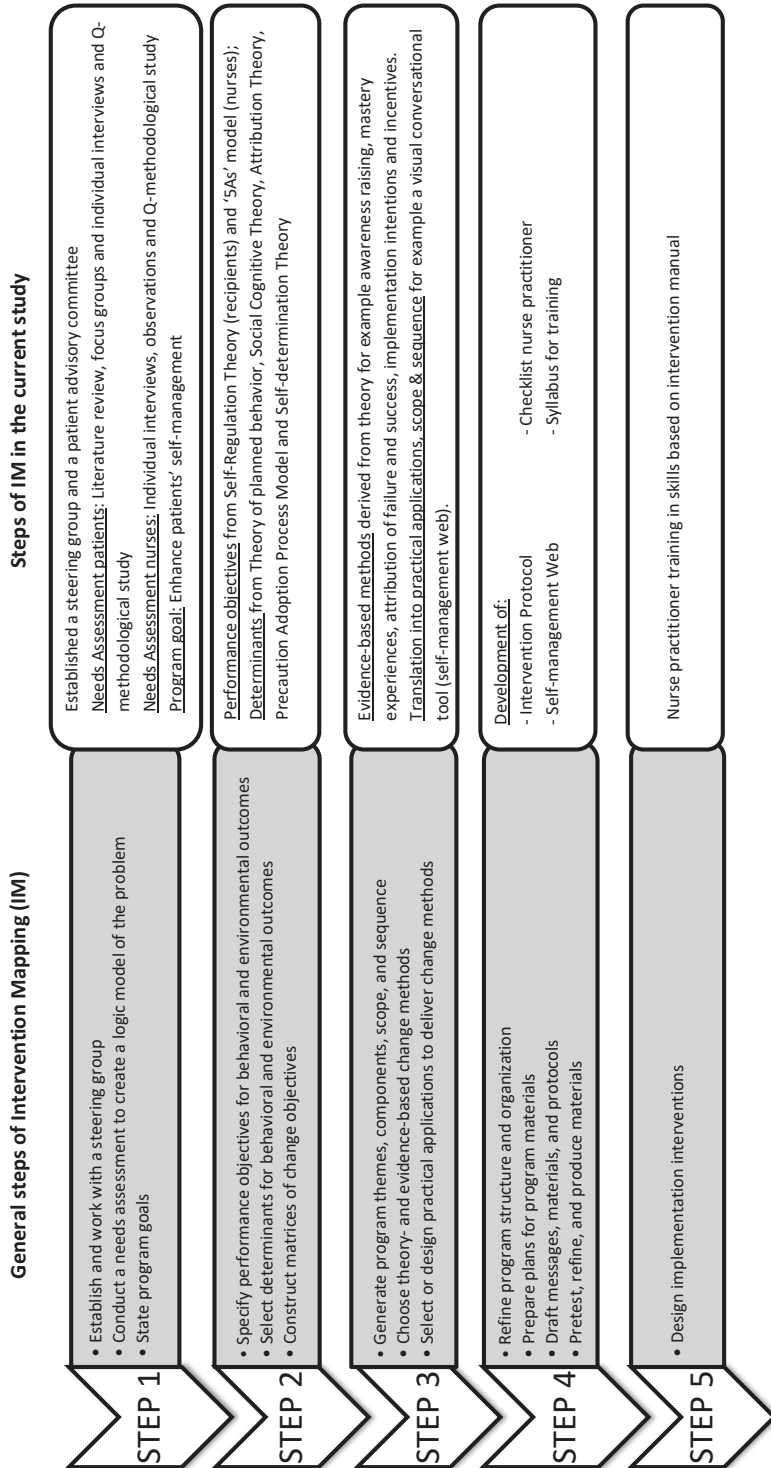 General steps of Intervention Mapping (IM)
Steps of IM in the current study
STEP 1
• Establish and work with a steering group
• Conduct a needs assessment to create a logic model of the problem
• State program goals
Established a steering group and a patient advisory committee
Needs Assessment patients: Literature review, focus groups and individual interviews and Q-
methodological study
Needs Assessment nurses: Individual interviews, observations and Q-methodological study
Program goal: Enhance patients’ self-management
STEP 2
• Specify performance objectives for behavioral and environmental outcomes
• Select determinants for behavioral and environmental outcomes
• Construct matrices of change objectives
Performance objectives from Self-Regulation Theory (recipients) and ‘5As’ model (nurses);
Determinants from Theory of planned behavior, Social Cognitive Theory, Attribution Theory,
Precaution Adoption Process Model and Self-determination Theory
STEP 3
• Generate program themes, components, scope, and sequence
• Choose theory- and evidence-based change methods
• Select or design practical applications to deliver change methods
Evidence-based methods derived from theory for example awareness raising, mastery
experiences, attribution of failure and success, implementation intentions and incentives.
Translation into practical applications, scope & sequence for example a visual conversational
tool (self-management web).
STEP 4
• Refine program structure and organization
• Prepare plans for program materials
• Draft messages, materials, and protocols
• Pretest, refine, and produce materials
Development of:
- Intervention Protocol - Checklist nurse practitioner
- Self-management Web - Syllabus for training
STEP 5
• Design implementation interventions
Nurse practitioner training in skills based on intervention manual